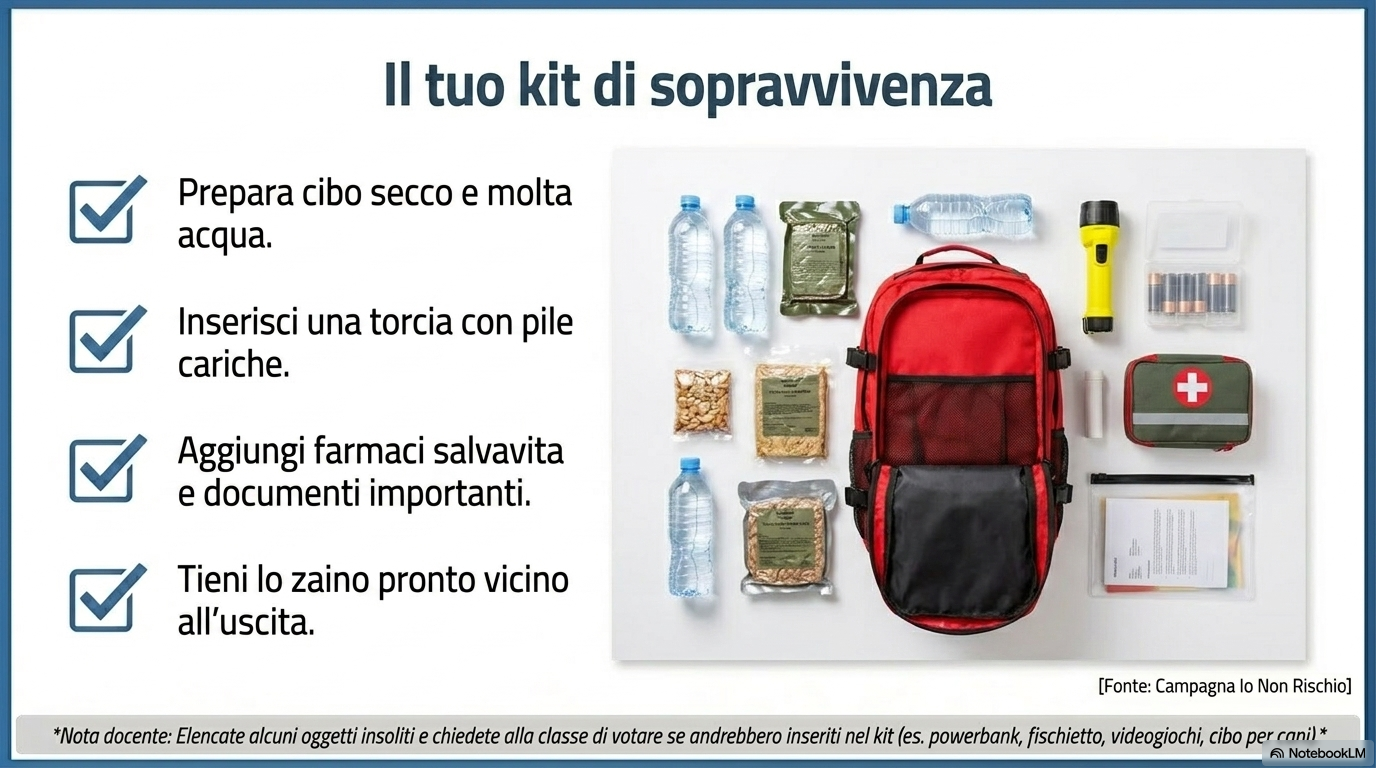 Il tuo kit di sopravvivenza
Prepara cibo secco e molta
acqua.
Inserisci una torcia con pile
cariche.
Aggiungi farmaci salvavita
e documenti importanti.
Tieni lo zaino pronto vicino
all'uscita.
[Fonte: Campagna Io Non Rischio]
*Nota docente: Elencate alcuni oggetti insoliti e chiedete alla classe di votare se andrebbero inseriti nel kit (es. powerbank, fischietto, videogiochi, cibo per cani).*
NotebookLM